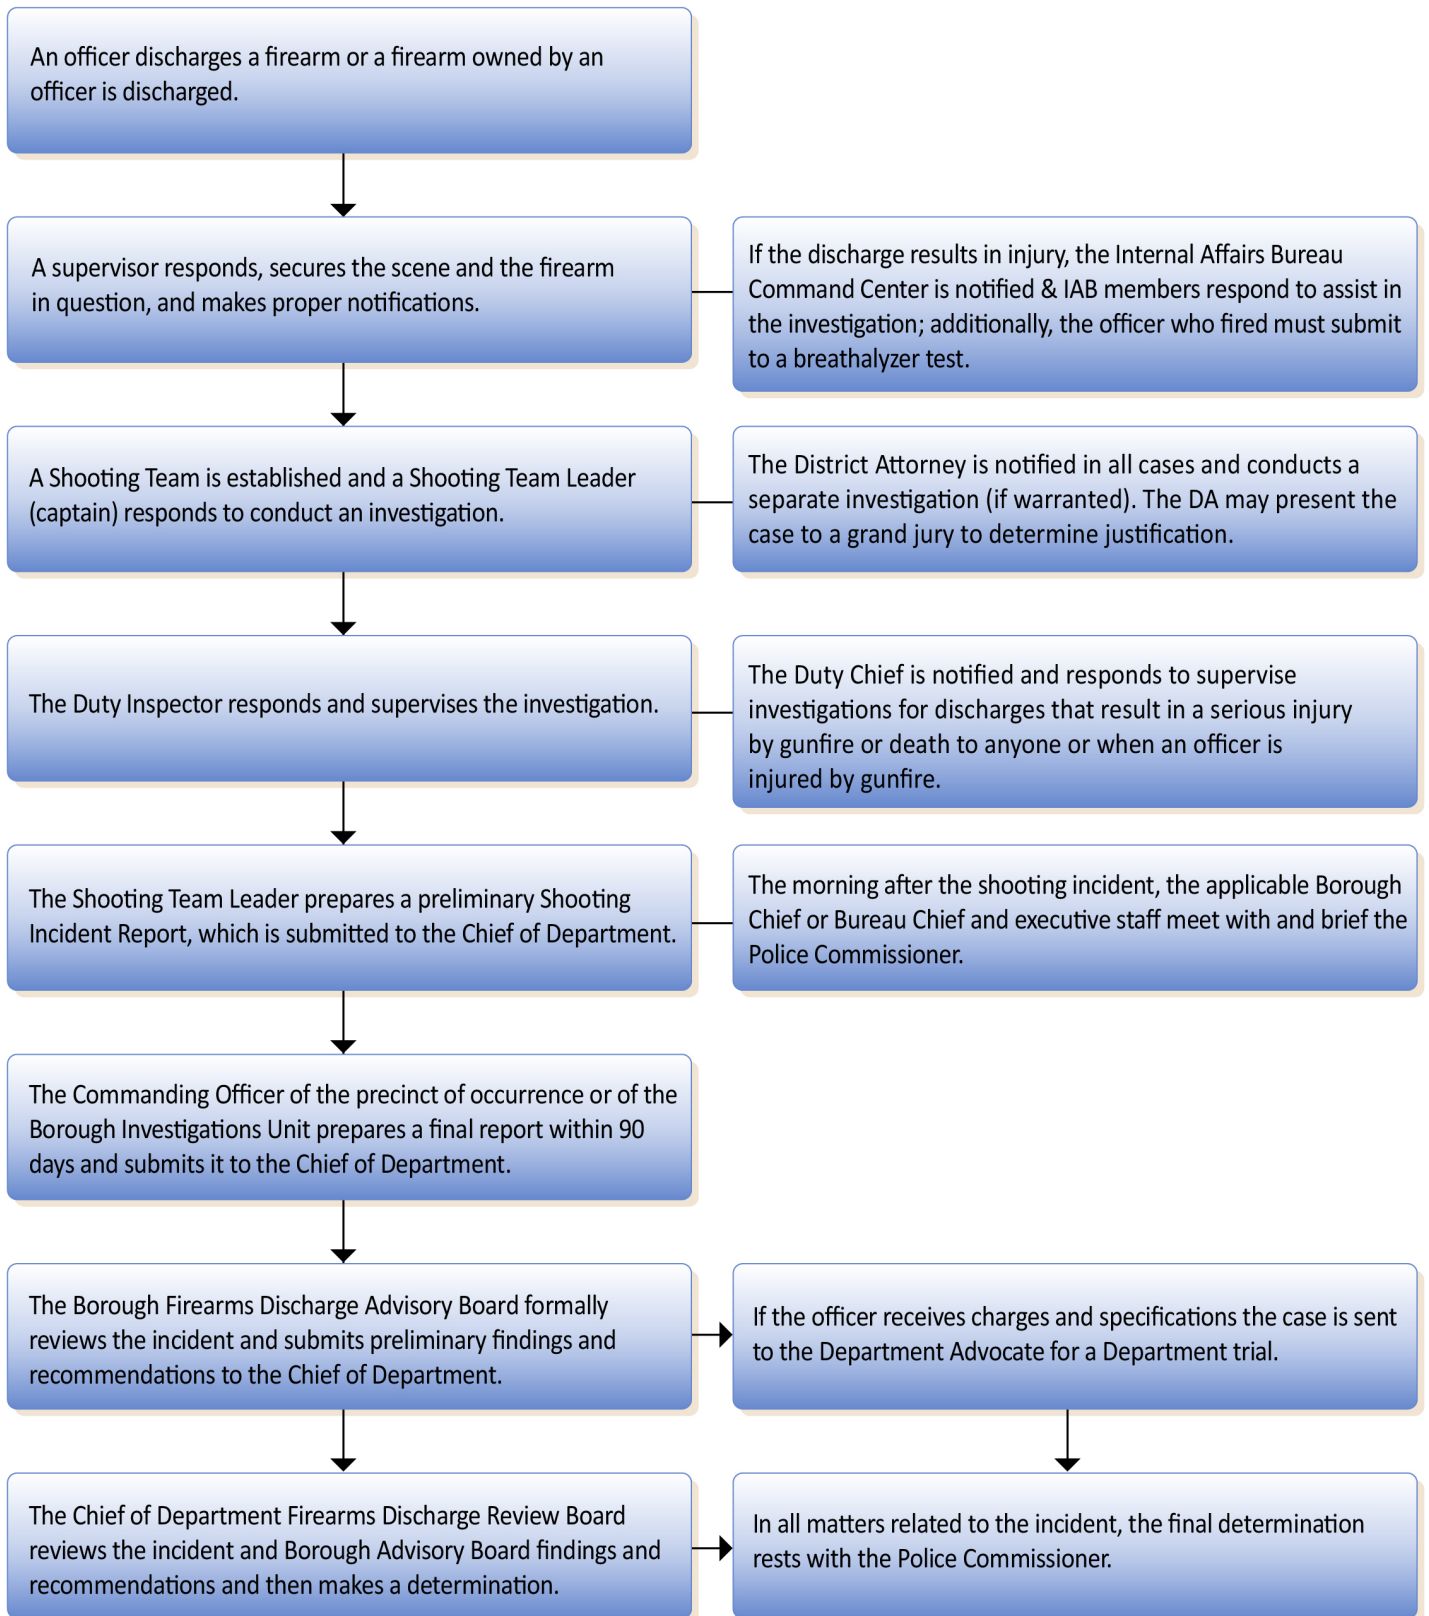 An officer discharges a firearm or a firearm owned by an
officer is discharged.
A supervisor responds, secures the scene and the firearm
in question, and makes proper notifications.
If the discharge results in injury, the Internal Affairs Bureau
Command Center is notified & IAB members respond to assist in
the investigation; additionally, the officer who fired must submit
to a breathalyzer test.
A Shooting Team is established and a Shooting Team Leader
(captain) responds to conduct an investigation.
The District Attorney is notified in all cases and conducts a
separate investigation (if warranted). The DA may present the
case to a grand jury to determine justification.
The Duty Inspector responds and supervises the investigation.
The Duty Chief is notified and responds to supervise
investigations for discharges that result in a serious injury
by gunfire or death to anyone or when an officer is
injured by gunfire.
The Shooting Team Leader prepares a preliminary Shooting
Incident Report, which is submitted to the Chief of Department.
The morning after the shooting incident, the applicable Borough
Chief or Bureau Chief and executive staff meet with and brief the
Police Commissioner.
The Commanding Officer of the precinct of occurrence or of the
Borough Investigations Unit prepares a final report within 90
days and submits it to the Chief of Department.
The Borough Firearms Discharge Advisory Board formally
reviews the incident and submits preliminary findings and
recommendations to the Chief of Department.
If the officer receives charges and specifications the case is sent
to the Department Advocate for a Department trial.
The Chief of Department Firearms Discharge Review Board
reviews the incident and Borough Advisory Board findings and
recommendations and then makes a determination.
In all matters related to the incident, the final determination
rests with the Police Commissioner.